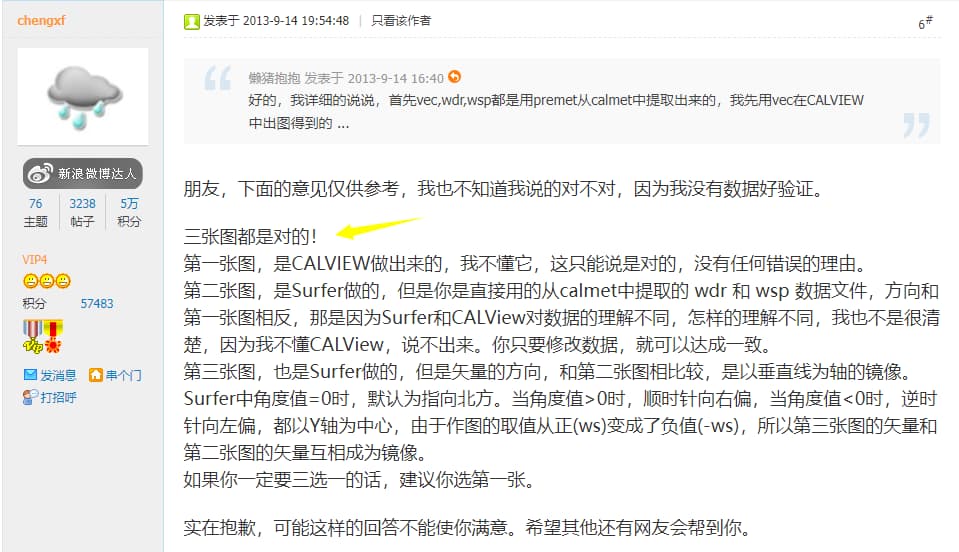 chengxf
发表于 2013-9-14 19:54:48 | 只看该作者
6#
懒猪抱抱 发表于 2013-9-14 16:40
好的，我详细的说说，首先vec,wdr,wsp都是用premet从calmet中提取出来的，我先用vec在CALVIEW
中出图得到的 ...
新浪微博达人
76 3238 5万
主题 帖子 积分
VIP4
积分 57483
Vip
发消息 串个门
打招呼
朋友，下面的意见仅供参考，我也不知道我说的对不对，因为我没有数据好验证。
三张图都是对的！
第一张图，是CALVIEW做出来的，我不懂它，这只能说是对的，没有任何错误的理由。
第二张图，是Surfer做的，但是你是直接用的从calmet中提取的 wdr 和 wsp 数据文件，方向和
第一张图相反，那是因为Surfer和CALView对数据的理解不同，怎样的理解不同，我也不是很清
楚，因为我不懂CALView，说不出来。你只要修改数据，就可以达成一致。
第三张图，也是Surfer做的，但是矢量的方向，和第二张图相比较，是以垂直线为轴的镜像。
Surfer中角度值=0时，默认为指向北方。当角度值>0时，顺时针向右偏，当角度值<0时，逆时
针向左偏，都以Y轴为中心，由于作图的取值从正(ws)变成了负值(-ws)，所以第三张图的矢量和
第二张图的矢量互相成为镜像。
如果你一定要三选一的话，建议你选第一张。
实在抱歉，可能这样的回答不能使你满意。希望其他还有网友会帮到你。